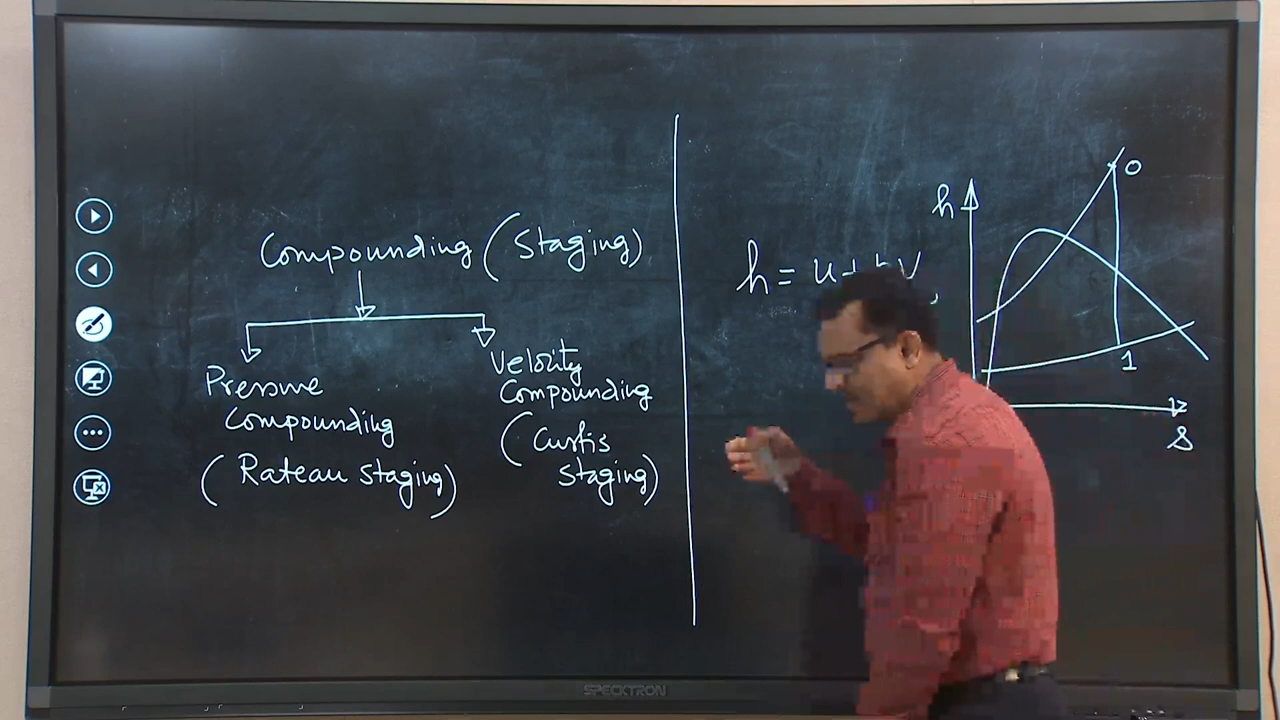 Compounding (Staging)
Pressure
Compounding
(Rateau Staging)
Velocity
Compounding
(Curtis
Staging)
h = u +
h
0
1
s
SPECKTRON